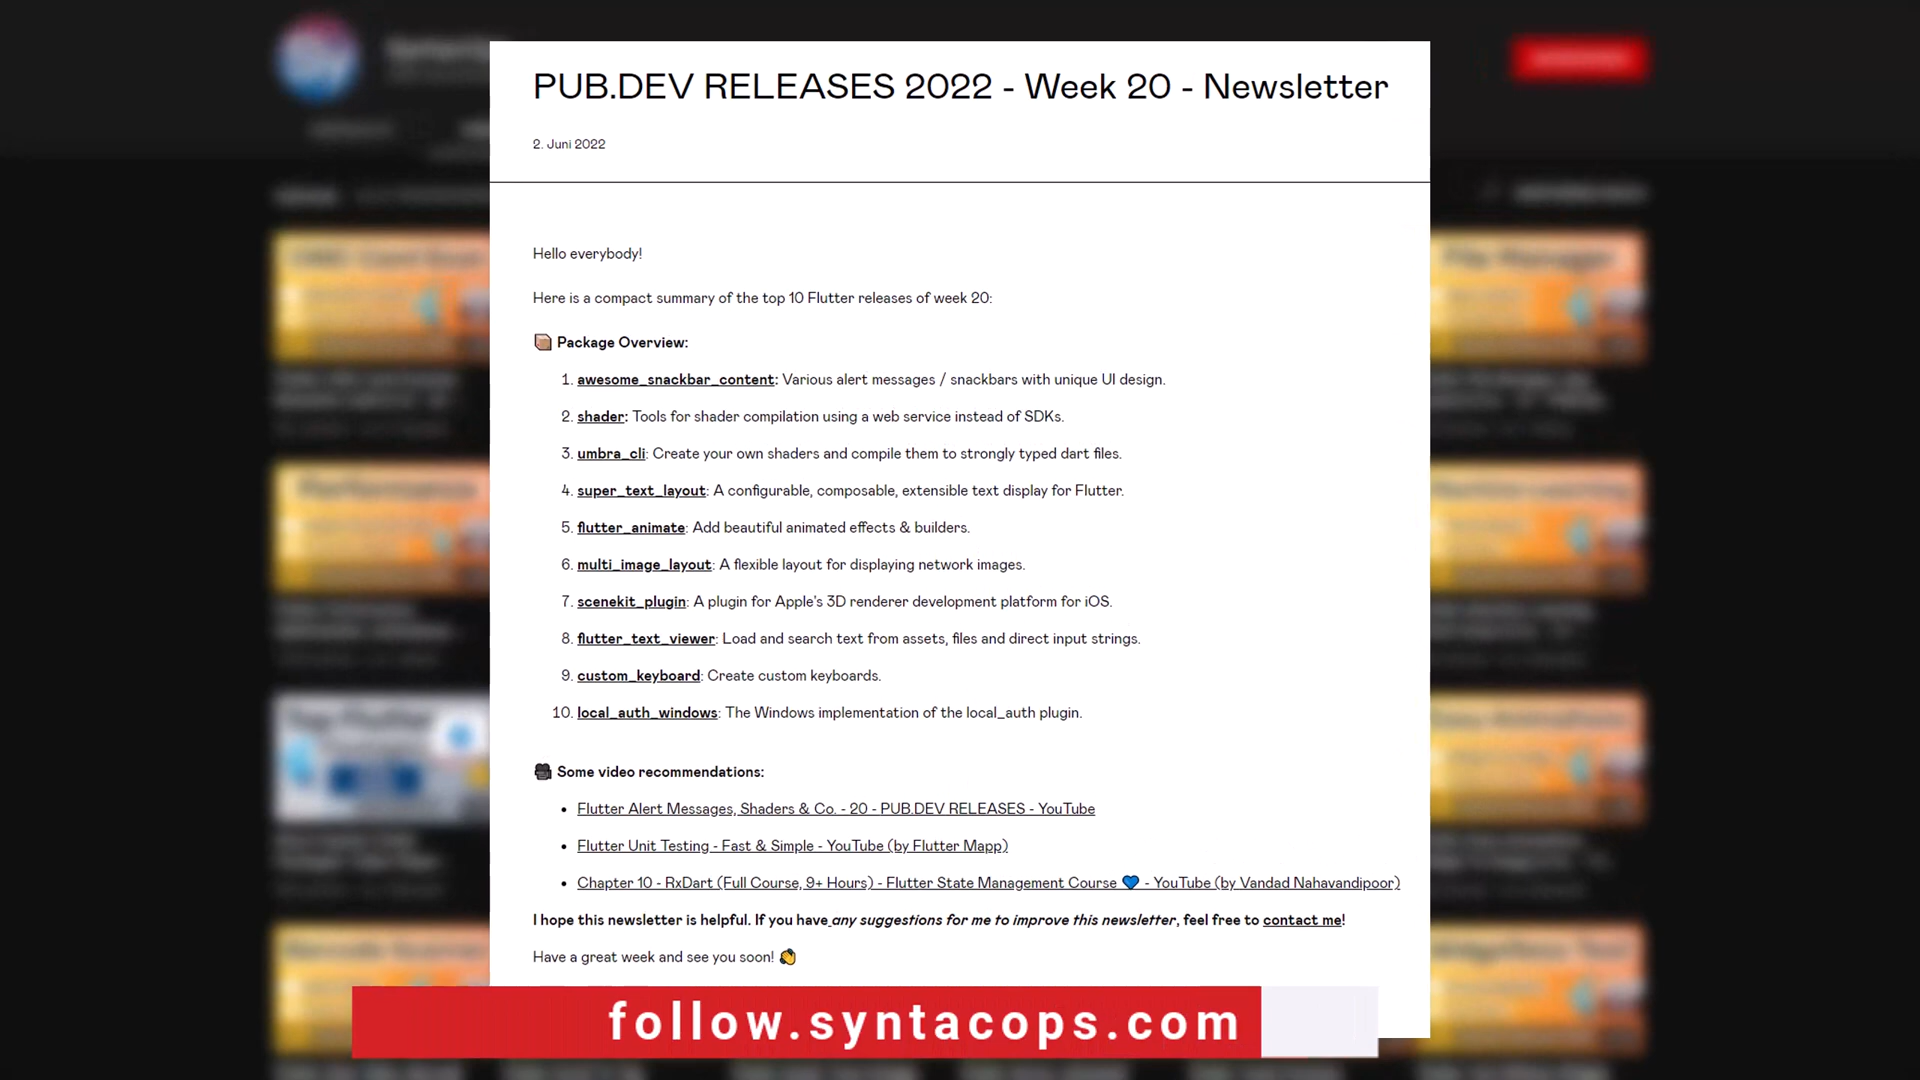 PUB.DEV RELEASES 2022 - Week 20 - Newsletter
2. Juni 2022
Hello everybody!
Here is a compact summary of the top 10 Flutter releases of week 20:
Package Overview:
1. awesome_snackbar_content: Various alert messages / snackbars with unique UI design.
2. shader: Tools for shader compilation using a web service instead of SDKs.
3. umbra_cli: Create your own shaders and compile them to strongly typed dart files.
4. super_text_layout: A configurable, composable, extensible text display for Flutter.
5. flutter_animate: Add beautiful animated effects & builders.
6. multi_image_layout: A flexible layout for displaying network images.
7. scenekit_plugin: A plugin for Apple’s 3D renderer development platform for iOS.
8. flutter_text_viewer: Load and search text from assets, files and direct input strings.
9. custom_keyboard: Create custom keyboards.
10. local_auth_windows: The Windows implementation of the local_auth plugin.
Some video recommendations:
• Flutter Alert Messages, Shaders & Co. - 20 - PUB.DEV RELEASES - YouTube
• Flutter Unit Testing - Fast & Simple - YouTube (by Flutter Mapp)
• Chapter 10 - RxDart (Full Course, 9+ Hours) - Flutter State Management Course 💙 - YouTube (by Vandad Nahavandipoor)
I hope this newsletter is helpful. If you have any suggestions for me to improve this newsletter, feel free to contact me!
Have a great week and see you soon! 👋
follow.syntacops.com